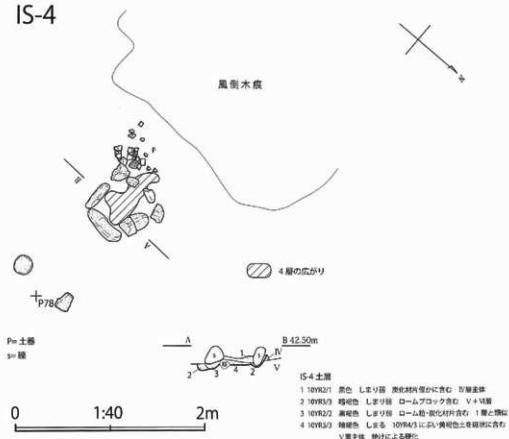 IS-4
風倒木痕
N
B
A
4 層の広がり
P78
P= 土器
s= 礫
A
B 42.50m
S
S
1
Ⅳ
Ⅴ
2
3
4
2
IS-4 土層
1 10YR2/1 黒色 しまり弱 炭化材片僅かに含む Ⅳ層主体
2 10YR3/3 暗褐色 しまり弱 ロームブロック含む Ⅴ+Ⅵ層
3 10YR2/2 黒褐色 しまり弱 ローム粒・炭化材片含む 1層と類似
4 10YR3/3 暗褐色 しまる 10YR4/3 にぶい黄褐色土を斑状に含む
Ⅴ層主体 焼けによる硬化
0 1:40 2m